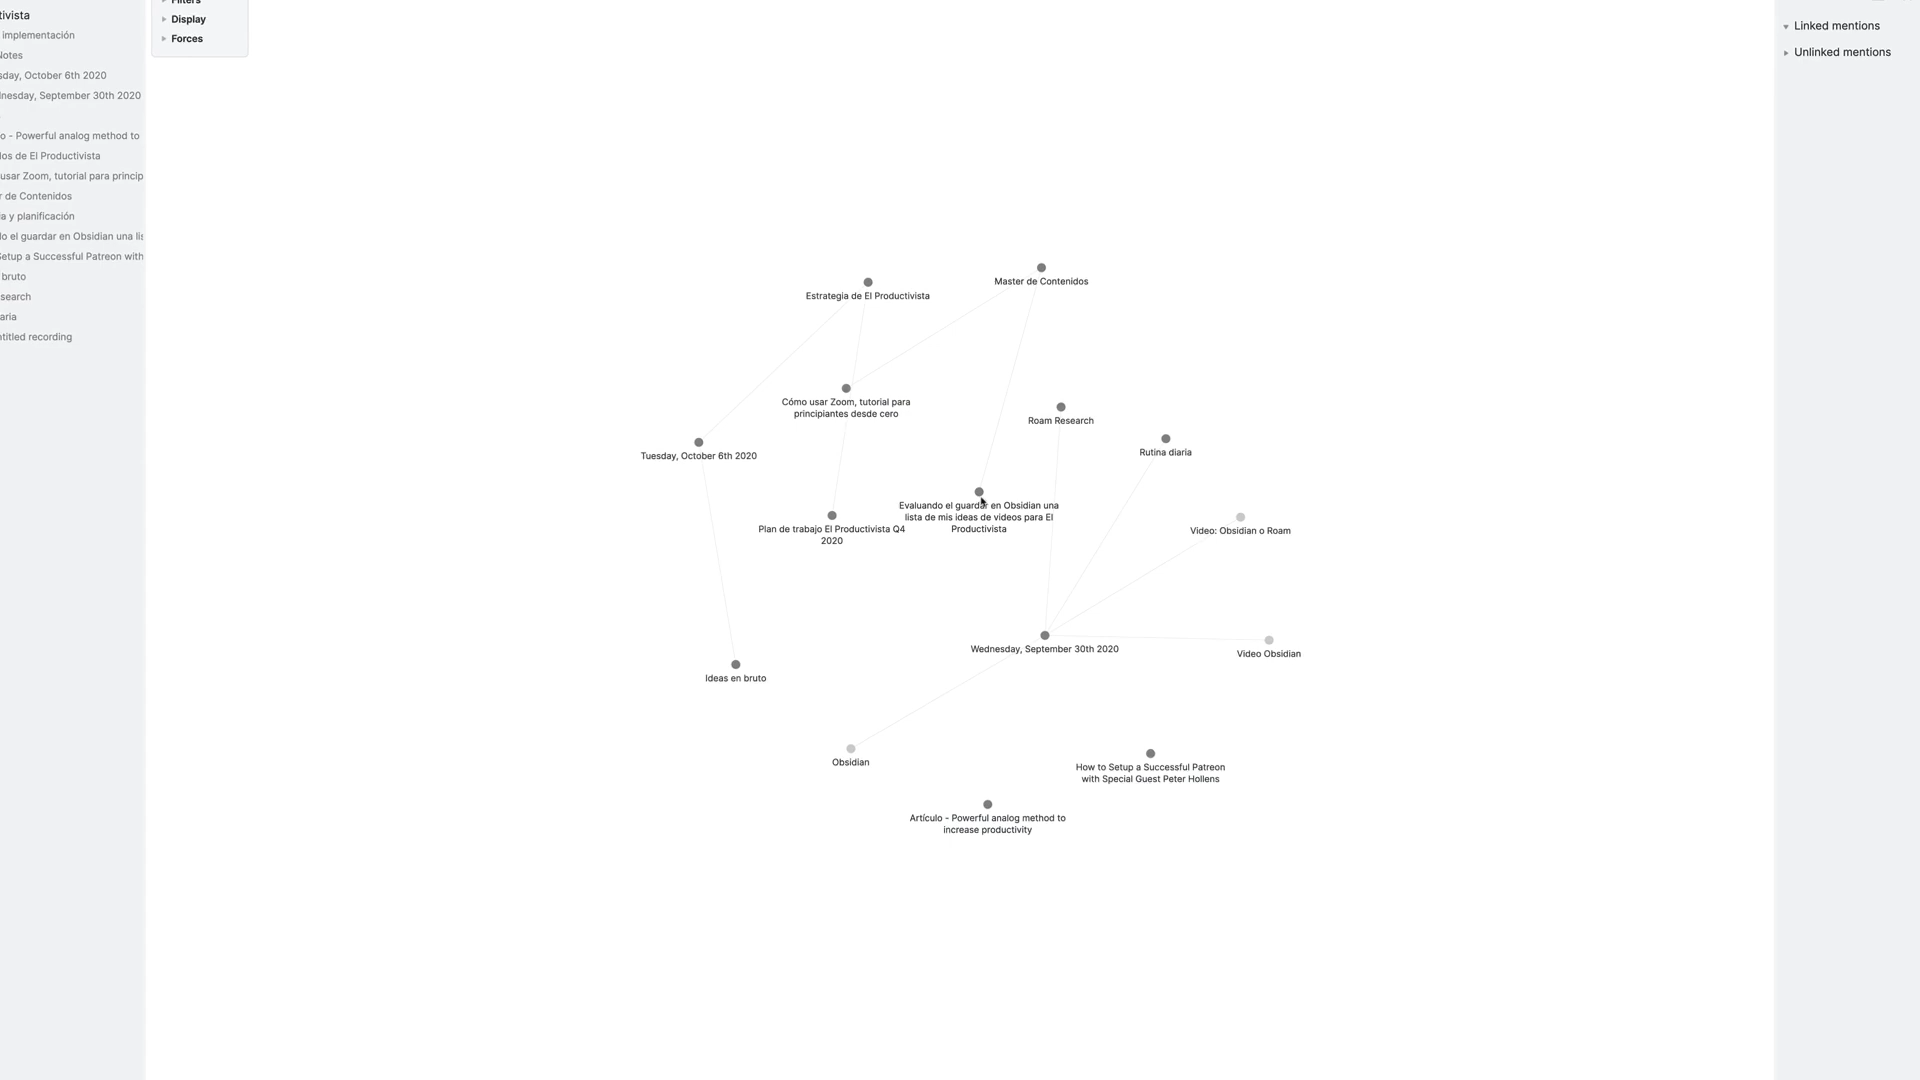 tivista
implementación
Notes
sday, October 6th 2020
nesday, September 30th 2020
o - Powerful analog method to
los de El Productivista
usar Zoom, tutorial para princip
r de Contenidos
ia y planificación
lo el guardar en Obsidian una lis
Setup a Successful Patreon with
bruto
search
aria
ntitled recording
Filters
Display
Forces
Master de Contenidos
Estrategia de El Productivista
Cómo usar Zoom, tutorial para
principiantes desde cero
Roam Research
Tuesday, October 6th 2020
Rutina diaria
Evaluando el guardar en Obsidian una
lista de mis ideas de videos para El
Productivista
Plan de trabajo El Productivista Q4
2020
Video: Obsidian o Roam
Wednesday, September 30th 2020
Video Obsidian
Ideas en bruto
Obsidian
How to Setup a Successful Patreon
with Special Guest Peter Hollens
Artículo - Powerful analog method to
increase productivity
Linked mentions
Unlinked mentions